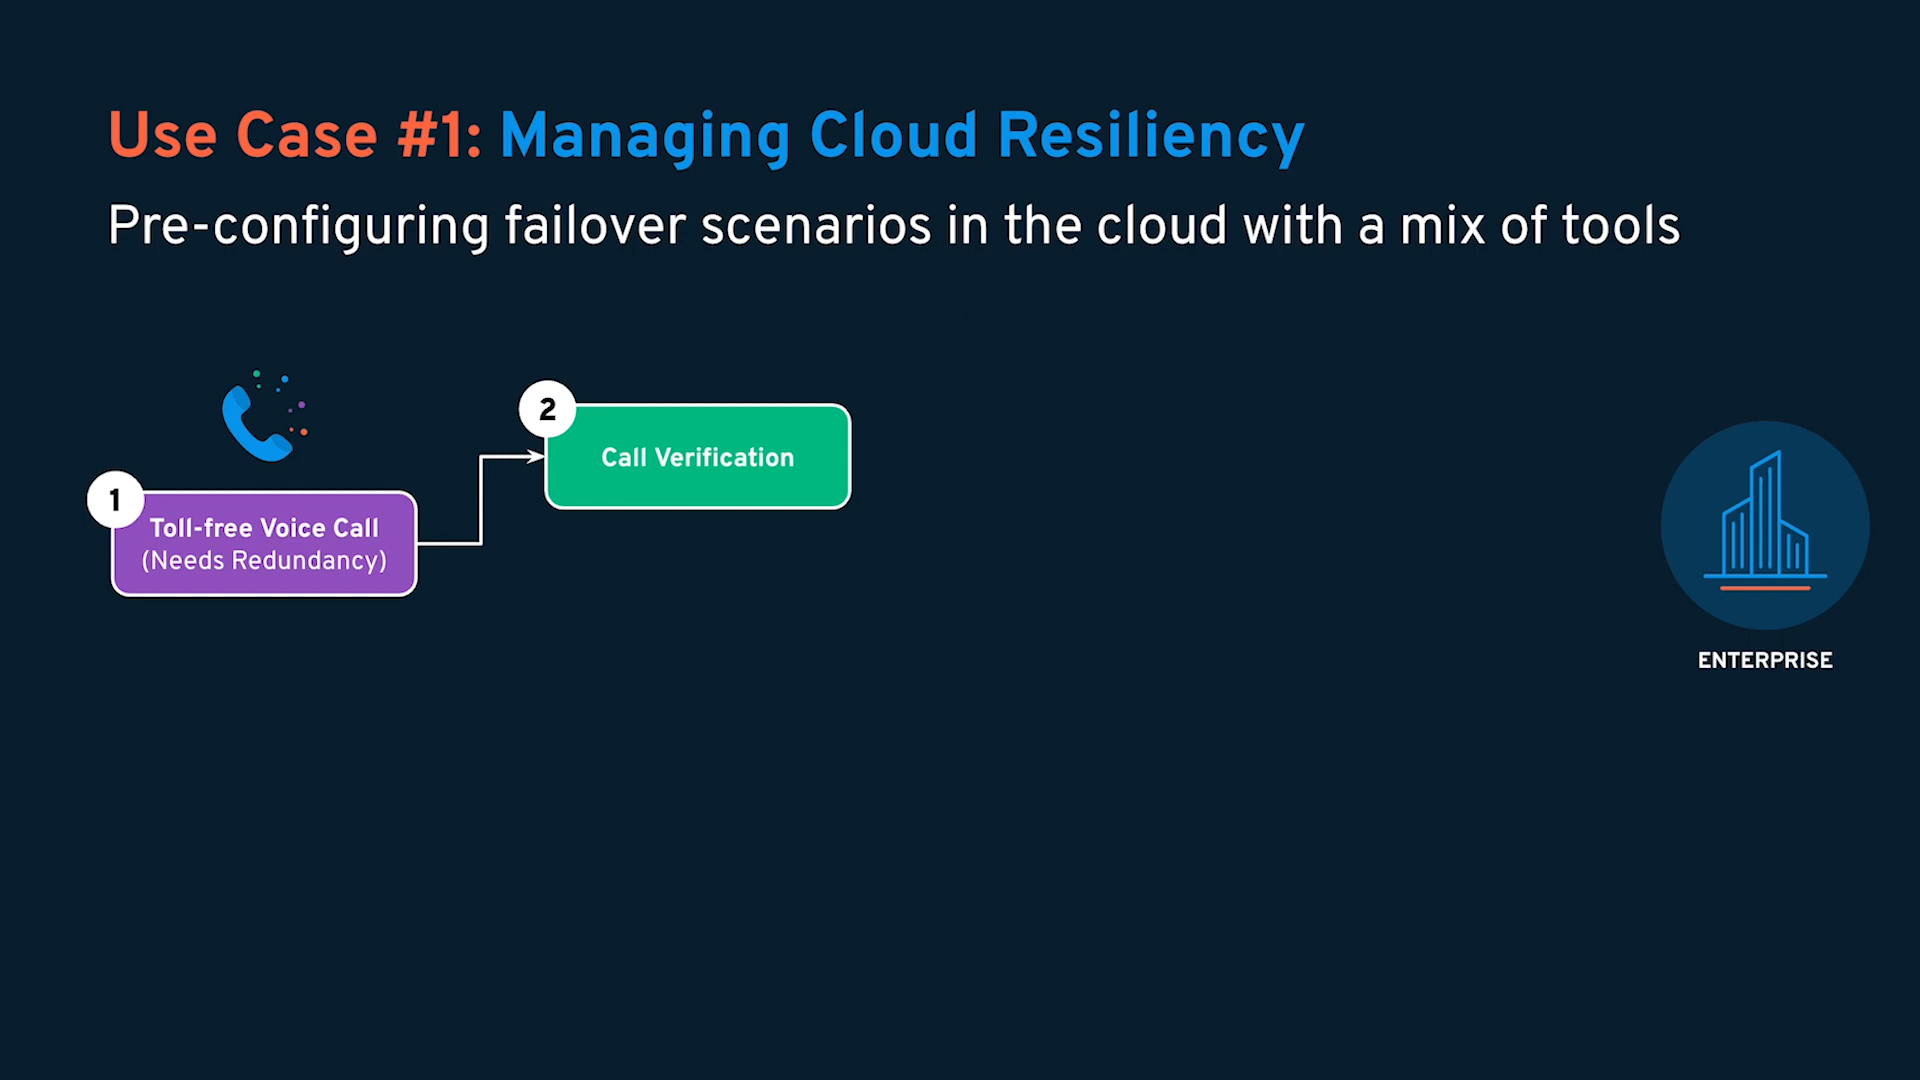 Use Case #1: Managing Cloud Resiliency
Pre-configuring failover scenarios in the cloud with a mix of tools
1
Toll-free Voice Call
(Needs Redundancy)
2
Call Verification
ENTERPRISE